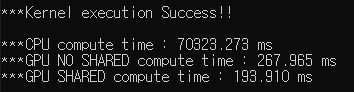 ***Kernel execution Success!!
***CPU compute time : 70323.273 ms
***GPU NO SHARED compute time : 267.965 ms
***GPU SHARED compute time : 193.910 ms